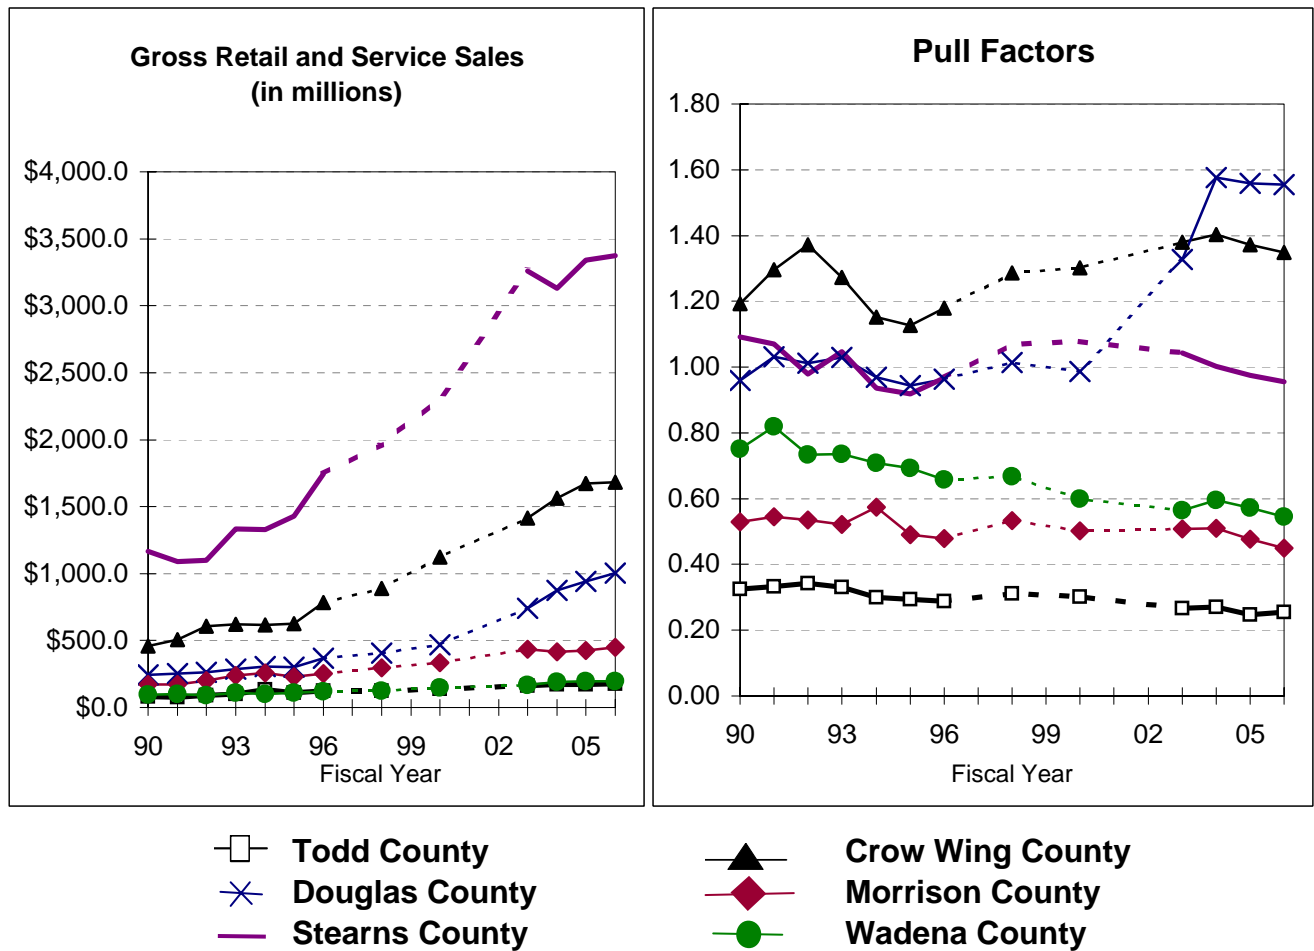 Gross Retail and Service Sales
(in millions)
$4,000.0
$3,500.0
$3,000.0
$2,500.0
$2,000.0
$1,500.0
$1,000.0
$500.0
$0.0
90 93 96 99 02 05
Fiscal Year
Pull Factors
1.80
1.60
1.40
1.20
1.00
0.80
0.60
0.40
0.20
0.00
90 93 96 99 02 05
Fiscal Year
Todd County
Douglas County
Stearns County
Crow Wing County
Morrison County
Wadena County